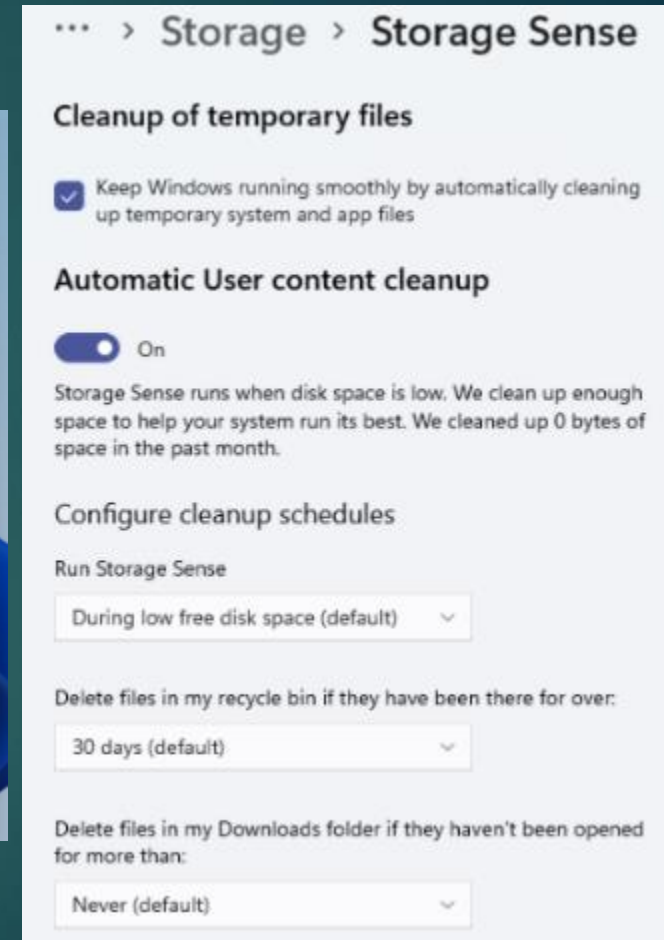 ··· > Storage > Storage Sense
Cleanup of temporary files
Keep Windows running smoothly by automatically cleaning
up temporary system and app files
Automatic User content cleanup
On
Storage Sense runs when disk space is low. We clean up enough
space to help your system run its best. We cleaned up 0 bytes of
space in the past month.
Configure cleanup schedules
Run Storage Sense
During low free disk space (default)
Delete files in my recycle bin if they have been there for over:
30 days (default)
Delete files in my Downloads folder if they haven't been opened
for more than:
Never (default)